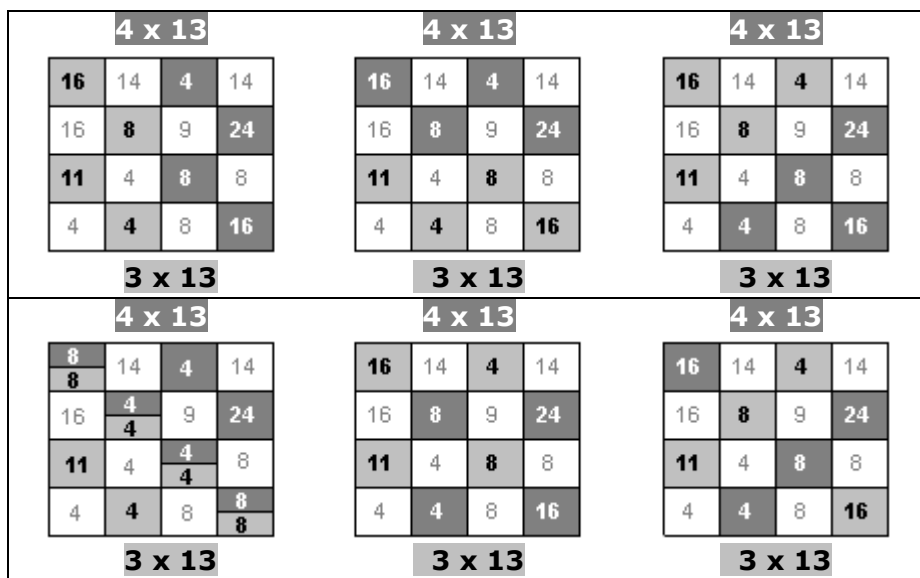 4 x 13 4 x 13 4 x 13
16 14 4 14 16 14 4 14 16 14 4 14
16 8 9 24 16 8 9 24 16 8 9 24
11 4 8 8 11 4 8 8 11 4 8 8
4 4 8 16 4 4 8 16 4 4 8 16
3 x 13 3 x 13 3 x 13
4 x 13 4 x 13 4 x 13
8 8 14 4 14 16 14 4 14 16 14 4 14
16 4 4 9 24 16 8 9 24 16 8 9 24
11 4 4 4 8 11 4 8 8 11 4 8 8
4 4 8 8 8 4 4 8 16 4 4 8 16
3 x 13 3 x 13 3 x 13